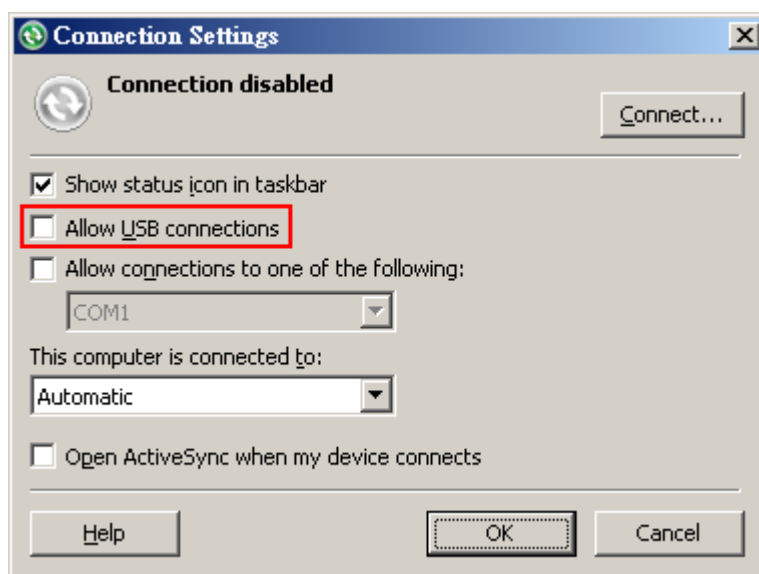 Connection Settings
Connection disabled
Connect...
Show status icon in taskbar
Allow USB connections
Allow connections to one of the following:
COM1
This computer is connected to:
Automatic
Open ActiveSync when my device connects
Help
OK
Cancel